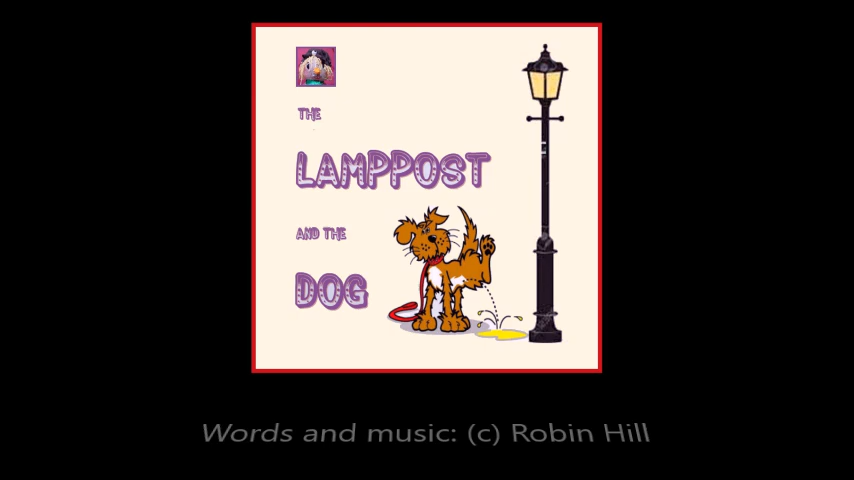 THE
LAMPPOST
AND THE
DOG
Words and music: (c) Robin Hill